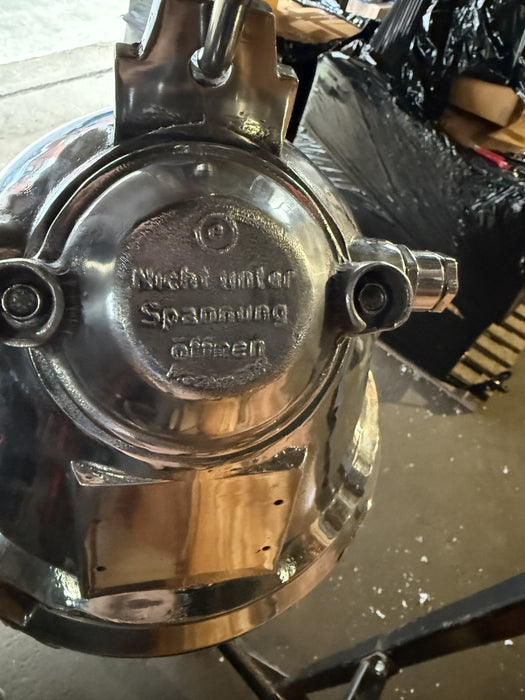 Nicht unter
Spannung
öffnen